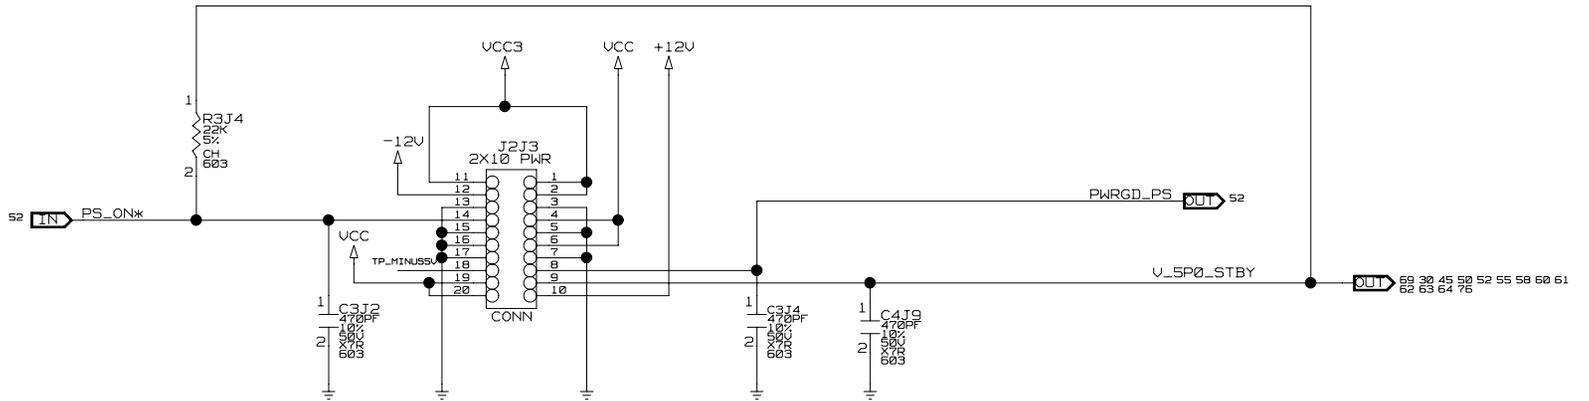 VCC3
VCC
+12V
1
R3J4
22K
5%
CH
603
2
-12V
J2J3
2X10 PWR
11
12
13
14
15
16
17
18
19
20
1
2
3
4
5
6
7
8
9
10
CONN
52
IN
PS_ON*
VCC
TP_MINUS5V
PWRGD_PS
OUT
52
V_5P0_STBY
OUT
69 30 45 50 52 55 58 60 61
62 63 64 76
1
C3J2
470PF
10%
50V
X7R
603
2
1
C3J4
470PF
10%
50V
X7R
603
2
1
C4J9
470PF
10%
50V
X7R
603
2